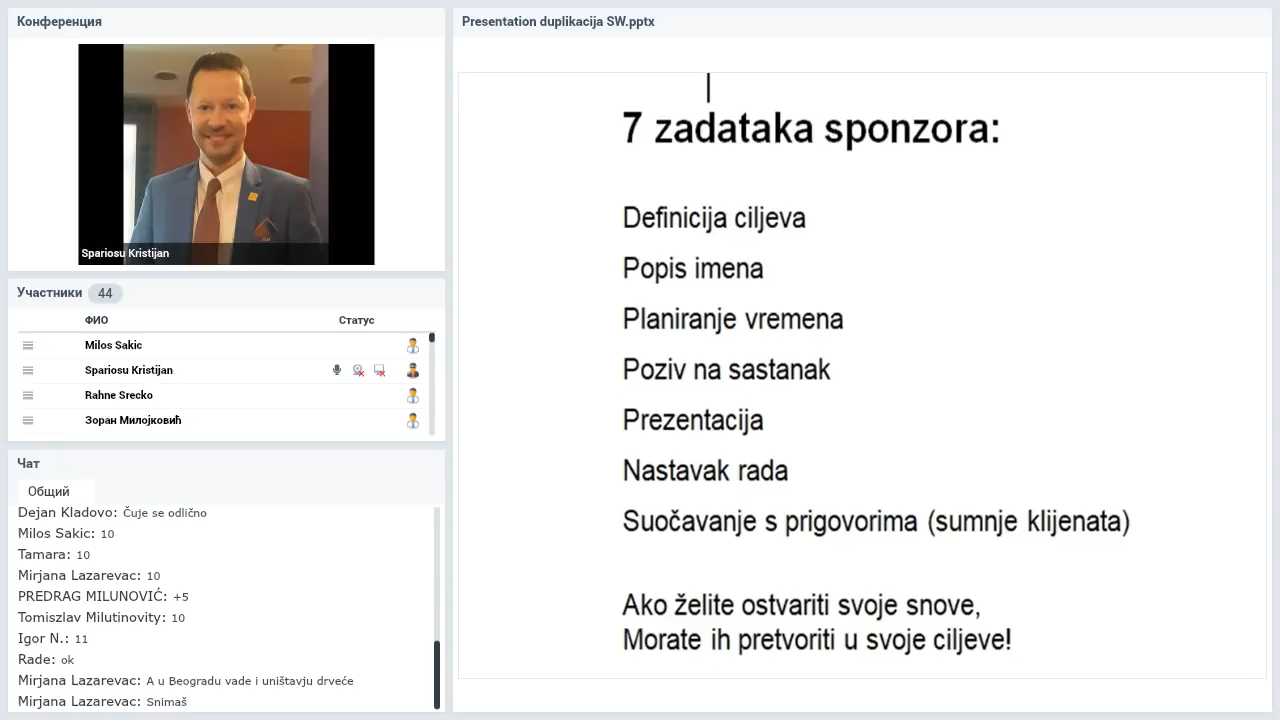 Конференция
Spariosu Kristijan
Участники 44
ФИО Статус
Milos Sakic
Spariosu Kristijan
Rahne Srecko
Зоран Милојковић
Чат
Общий
Dejan Kladovo: Čuje se odlično
Milos Sakic: 10
Tamara: 10
Mirjana Lazarevac: 10
PREDRAG MILUNOVIĆ: +5
Tomiszlav Milutinovity: 10
Igor N.: 11
Rade: ok
Mirjana Lazarevac: A u Beogradu vade i uništavju drveće
Mirjana Lazarevac: Snimaš
Presentation duplikacija SW.pptx
7 zadataka sponzora:
Definicija ciljeva
Popis imena
Planiranje vremena
Poziv na sastanak
Prezentacija
Nastavak rada
Suočavanje s prigovorima (sumnje klijenata)
Ako želite ostvariti svoje snove,
Morate ih pretvoriti u svoje ciljeve!